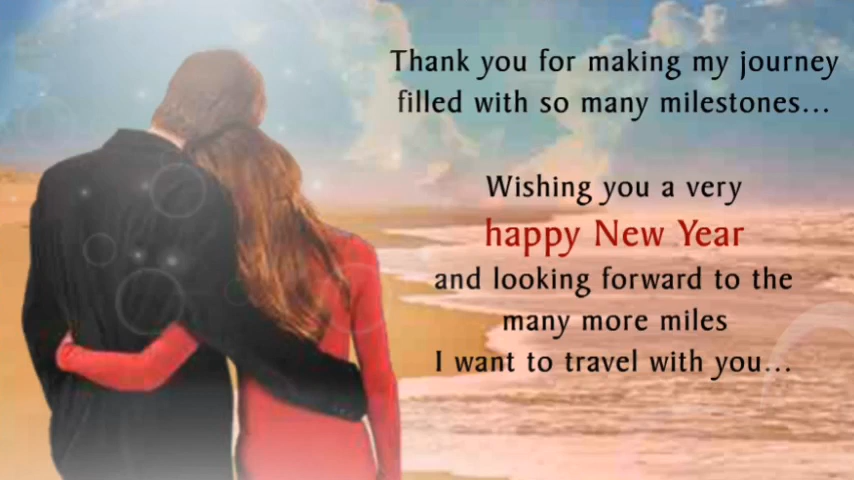 Thank you for making my journey
filled with so many milestones...
Wishing you a very
happy New Year
and looking forward to the
many more miles
I want to travel with you...